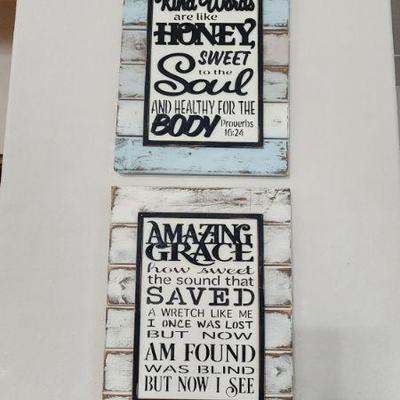 Kind Words
are like
HONEY,
SWEET
to the
Soul
AND HEALTHY FOR THE
BODY Proverbs
16:24
AMAZING
GRACE
how sweet
the sound that
SAVED
A WRETCH LIKE ME
I ONCE WAS LOST
BUT NOW
AM FOUND
WAS BLIND
BUT NOW I SEE